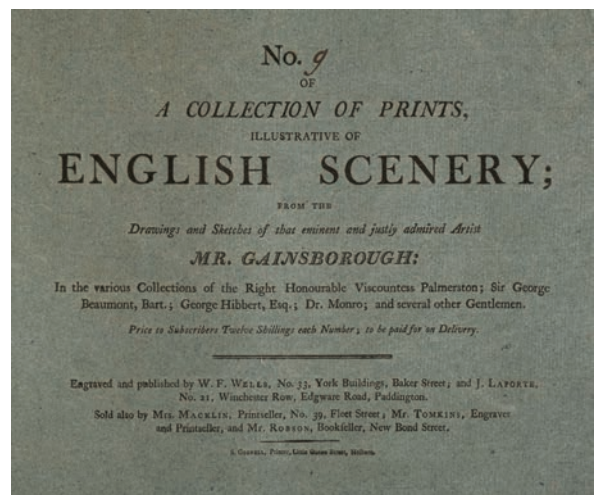 No. 9
OF
A COLLECTION OF PRINTS,
ILLUSTRATIVE OF
ENGLISH SCENERY;
FROM THE
Drawings and Sketches of that eminent and justly admired Artist
MR. GAINSBOROUGH:
In the various Collections of the Right Honourable Viscountess Palmerston; Sir George
Beaumont, Bart.; George Hibbert, Esq.; Dr. Monro; and several other Gentlemen.
Price to Subscribers Twelve Shillings each Number; to be paid for on Delivery.
Engraved and published by W. F. WELLS, No. 33, York Buildings, Baker Street; and J. LAPORTE,
No. 21, Winchester Row, Edgware Road, Paddington.
Sold also by MRS. MACKLIN, Printseller, No. 39, Fleet Street; Mr. TOMKINS, Engraver
and Printseller, and Mr. ROBSON, Bookseller, New Bond Street.
Printer, Little Queen Street, Holborn.